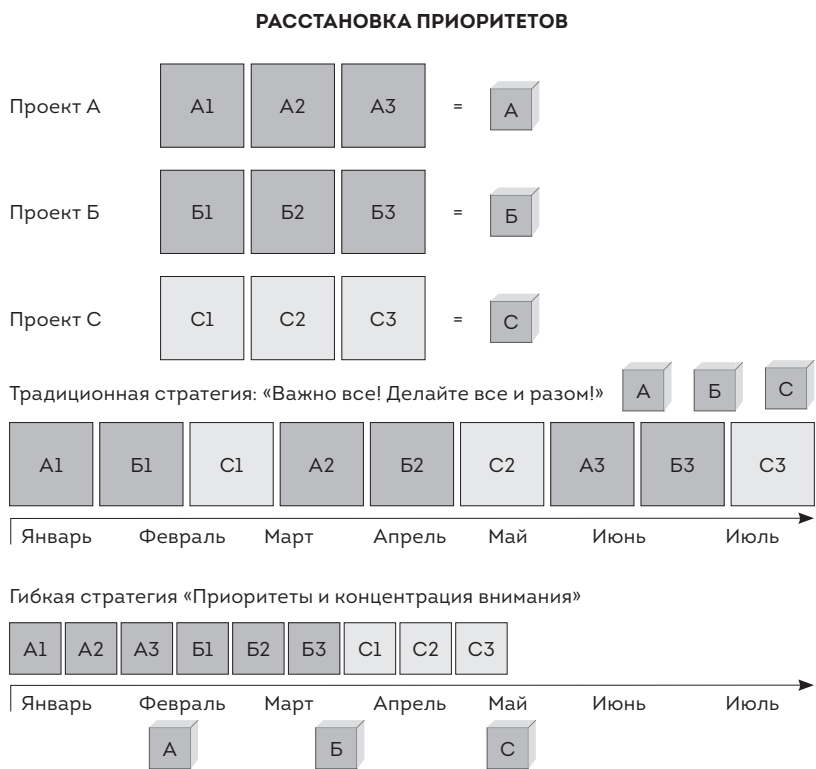 РАССТАНОВКА ПРИОРИТЕТОВ
Проект А А1 А2 А3 = А
Проект Б Б1 Б2 Б3 = Б
Проект С С1 С2 С3 = С
Традиционная стратегия: «Важно все! Делайте все и разом!» А Б С
А1 Б1 С1 А2 Б2 С2 А3 Б3 С3
Январь Февраль Март Апрель Май Июнь Июль
Гибкая стратегия «Приоритеты и концентрация внимания»
А1 А2 А3 Б1 Б2 Б3 С1 С2 С3
Январь Февраль Март Апрель Май Июнь Июль
А Б С